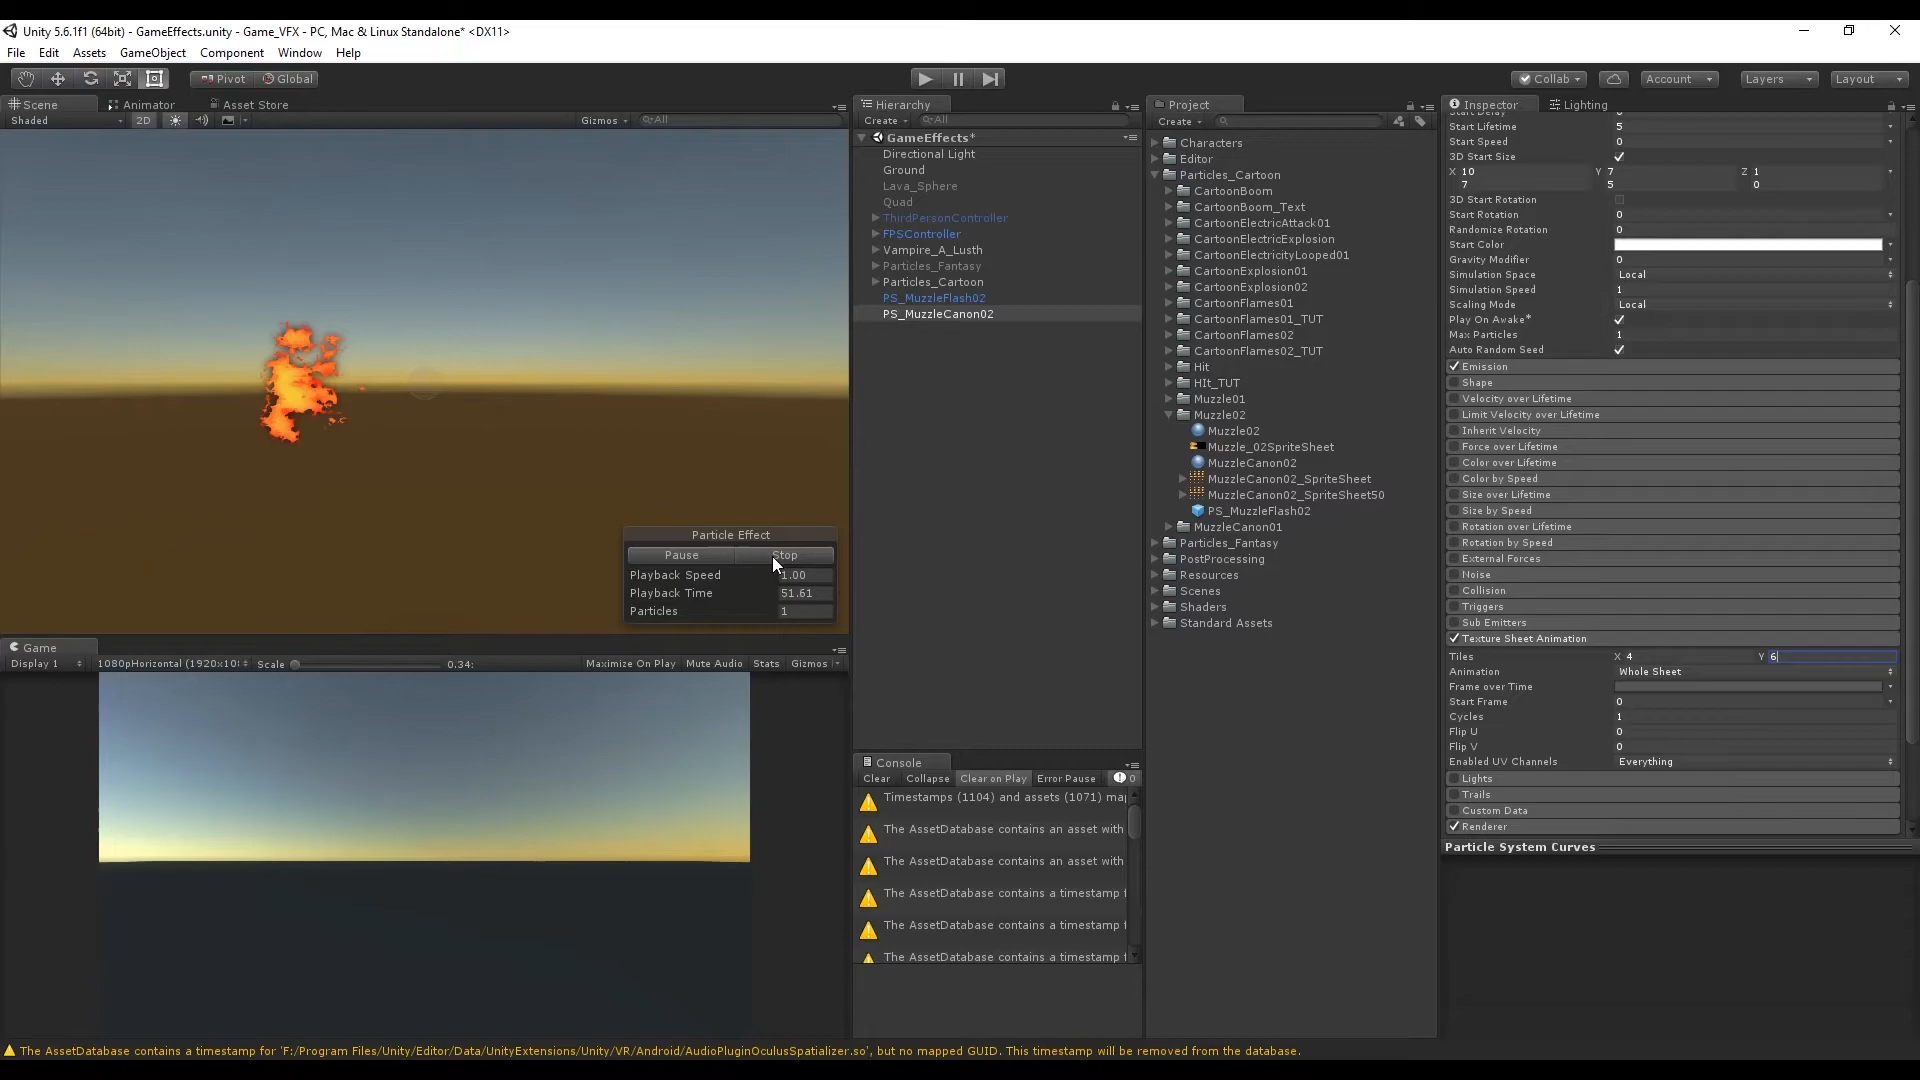 Unity 5.6.1f1 (64bit) - GameEffects.unity - Game_VFX - PC, Mac & Linux Standalone* <DX11>
File Edit Assets GameObject Component Window Help
Pivot Global Collab Account Layers Layout
Scene Animator Asset Store
Shaded 2D Gizmos All
Particle Effect
Pause Stop
Playback Speed 1.00
Playback Time 51.61
Particles 1
Game
Display 1 1080pHorizontal (1920x10 Scale 0.34: Maximize On Play Mute Audio Stats Gizmos
Hierarchy
Create All
GameEffects*
Directional Light
Ground
Lava_Sphere
Quad
ThirdPersonController
FPSController
Vampire_A_Lusth
Particles_Fantasy
Particles_Cartoon
PS_MuzzleFlash02
PS_MuzzleCanon02
Console
Clear Collapse Clear on Play Error Pause 0
Timestamps (1104) and assets (1071) ma
The AssetDatabase contains an asset with
The AssetDatabase contains an asset with
The AssetDatabase contains a timestamp f
The AssetDatabase contains a timestamp f
The AssetDatabase contains a timestamp f
Project
Create
Characters
Editor
Particles_Cartoon
CartoonBoom
CartoonBoom_Text
CartoonElectricAttack01
CartoonElectricExplosion
CartoonElectricityLooped01
CartoonExplosion01
CartoonExplosion02
CartoonFlames01
CartoonFlames01_TUT
CartoonFlames02
CartoonFlames02_TUT
Hit
HIt_TUT
Muzzle01
Muzzle02
Muzzle02
Muzzle_02SpriteSheet
MuzzleCanon02
MuzzleCanon02_SpriteSheet
MuzzleCanon02_SpriteSheet50
PS_MuzzleFlash02
MuzzleCanon01
Particles_Fantasy
PostProcessing
Resources
Scenes
Shaders
Standard Assets
Inspector Lighting
Start Delay 0
Start Lifetime 5
Start Speed 0
3D Start Size
X 10 Y 7 Z 1
7 5 0
3D Start Rotation
Start Rotation 0
Randomize Rotation 0
Start Color
Gravity Modifier 0
Simulation Space Local
Simulation Speed 1
Scaling Mode Local
Play On Awake*
Max Particles 1
Auto Random Seed
Emission
Shape
Velocity over Lifetime
Limit Velocity over Lifetime
Inherit Velocity
Force over Lifetime
Color over Lifetime
Color by Speed
Size over Lifetime
Size by Speed
Rotation over Lifetime
Rotation by Speed
External Forces
Noise
Collision
Triggers
Sub Emitters
Texture Sheet Animation
Tiles X 4 Y 6
Animation Whole Sheet
Frame over Time
Start Frame 0
Cycles 1
Flip U 0
Flip V 0
Enabled UV Channels Everything
Lights
Trails
Custom Data
Renderer
Particle System Curves
The AssetDatabase contains a timestamp for 'F:/Program Files/Unity/Editor/Data/UnityExtensions/Unity/VR/Android/AudioPluginOculusSpatializer.so', but no mapped GUID. This timestamp will be removed from the database.